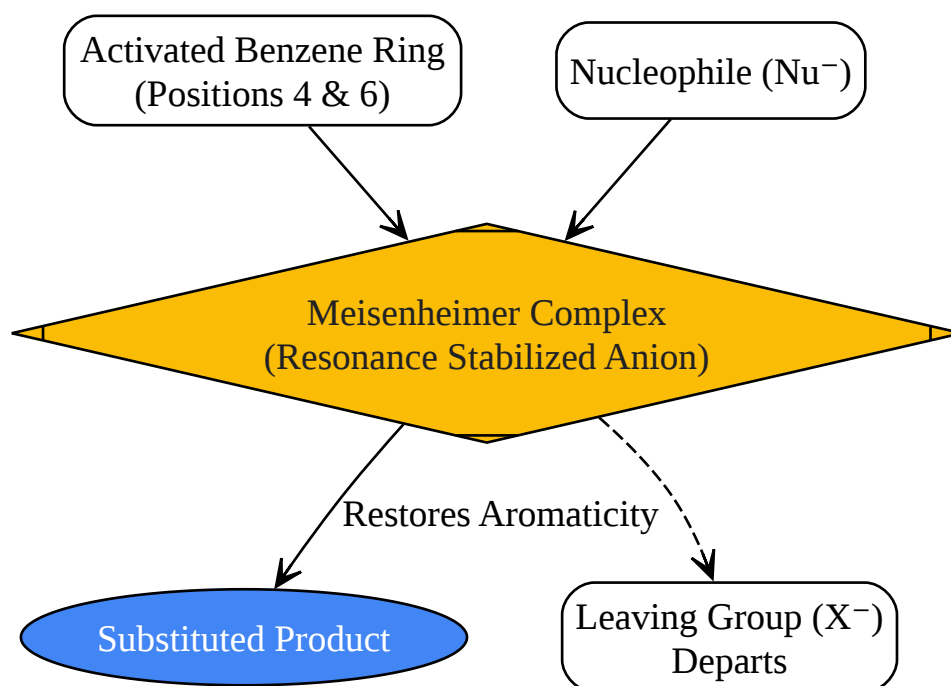 Activated Benzene Ring
(Positions 4 & 6)
Nucleophile (Nu⁻)
Meisenheimer Complex
(Resonance Stabilized Anion)
Restores Aromaticity
Substituted Product
Leaving Group (X⁻)
Departs